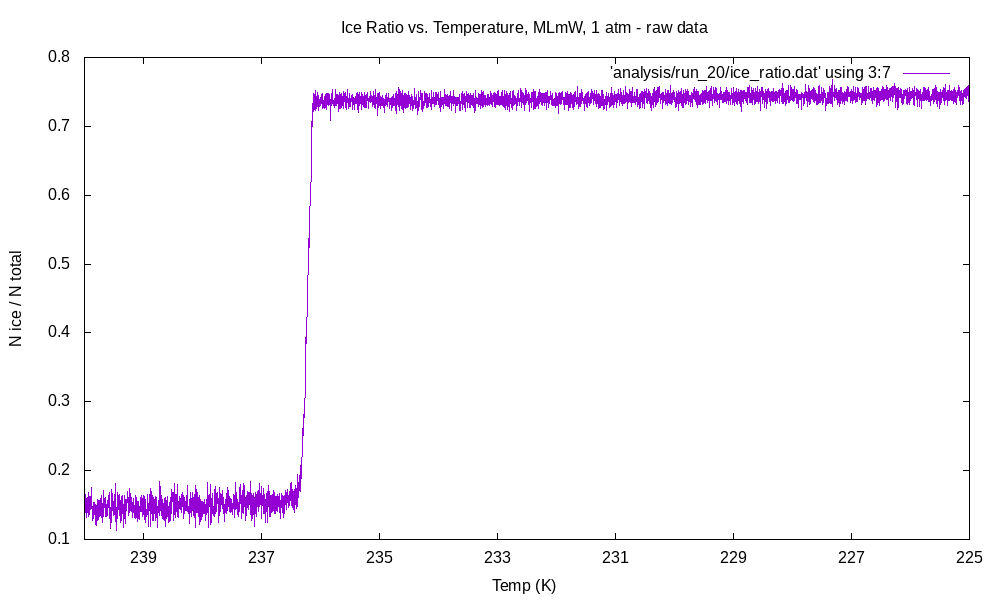 Ice Ratio vs. Temperature, MLmW, 1 atm - raw data
'analysis/run_20/ice_ratio.dat' using 3:7
N ice / N total
0.8
0.7
0.6
0.5
0.4
0.3
0.2
0.1
239 237 235 233 231 229 227 225
Temp (K)